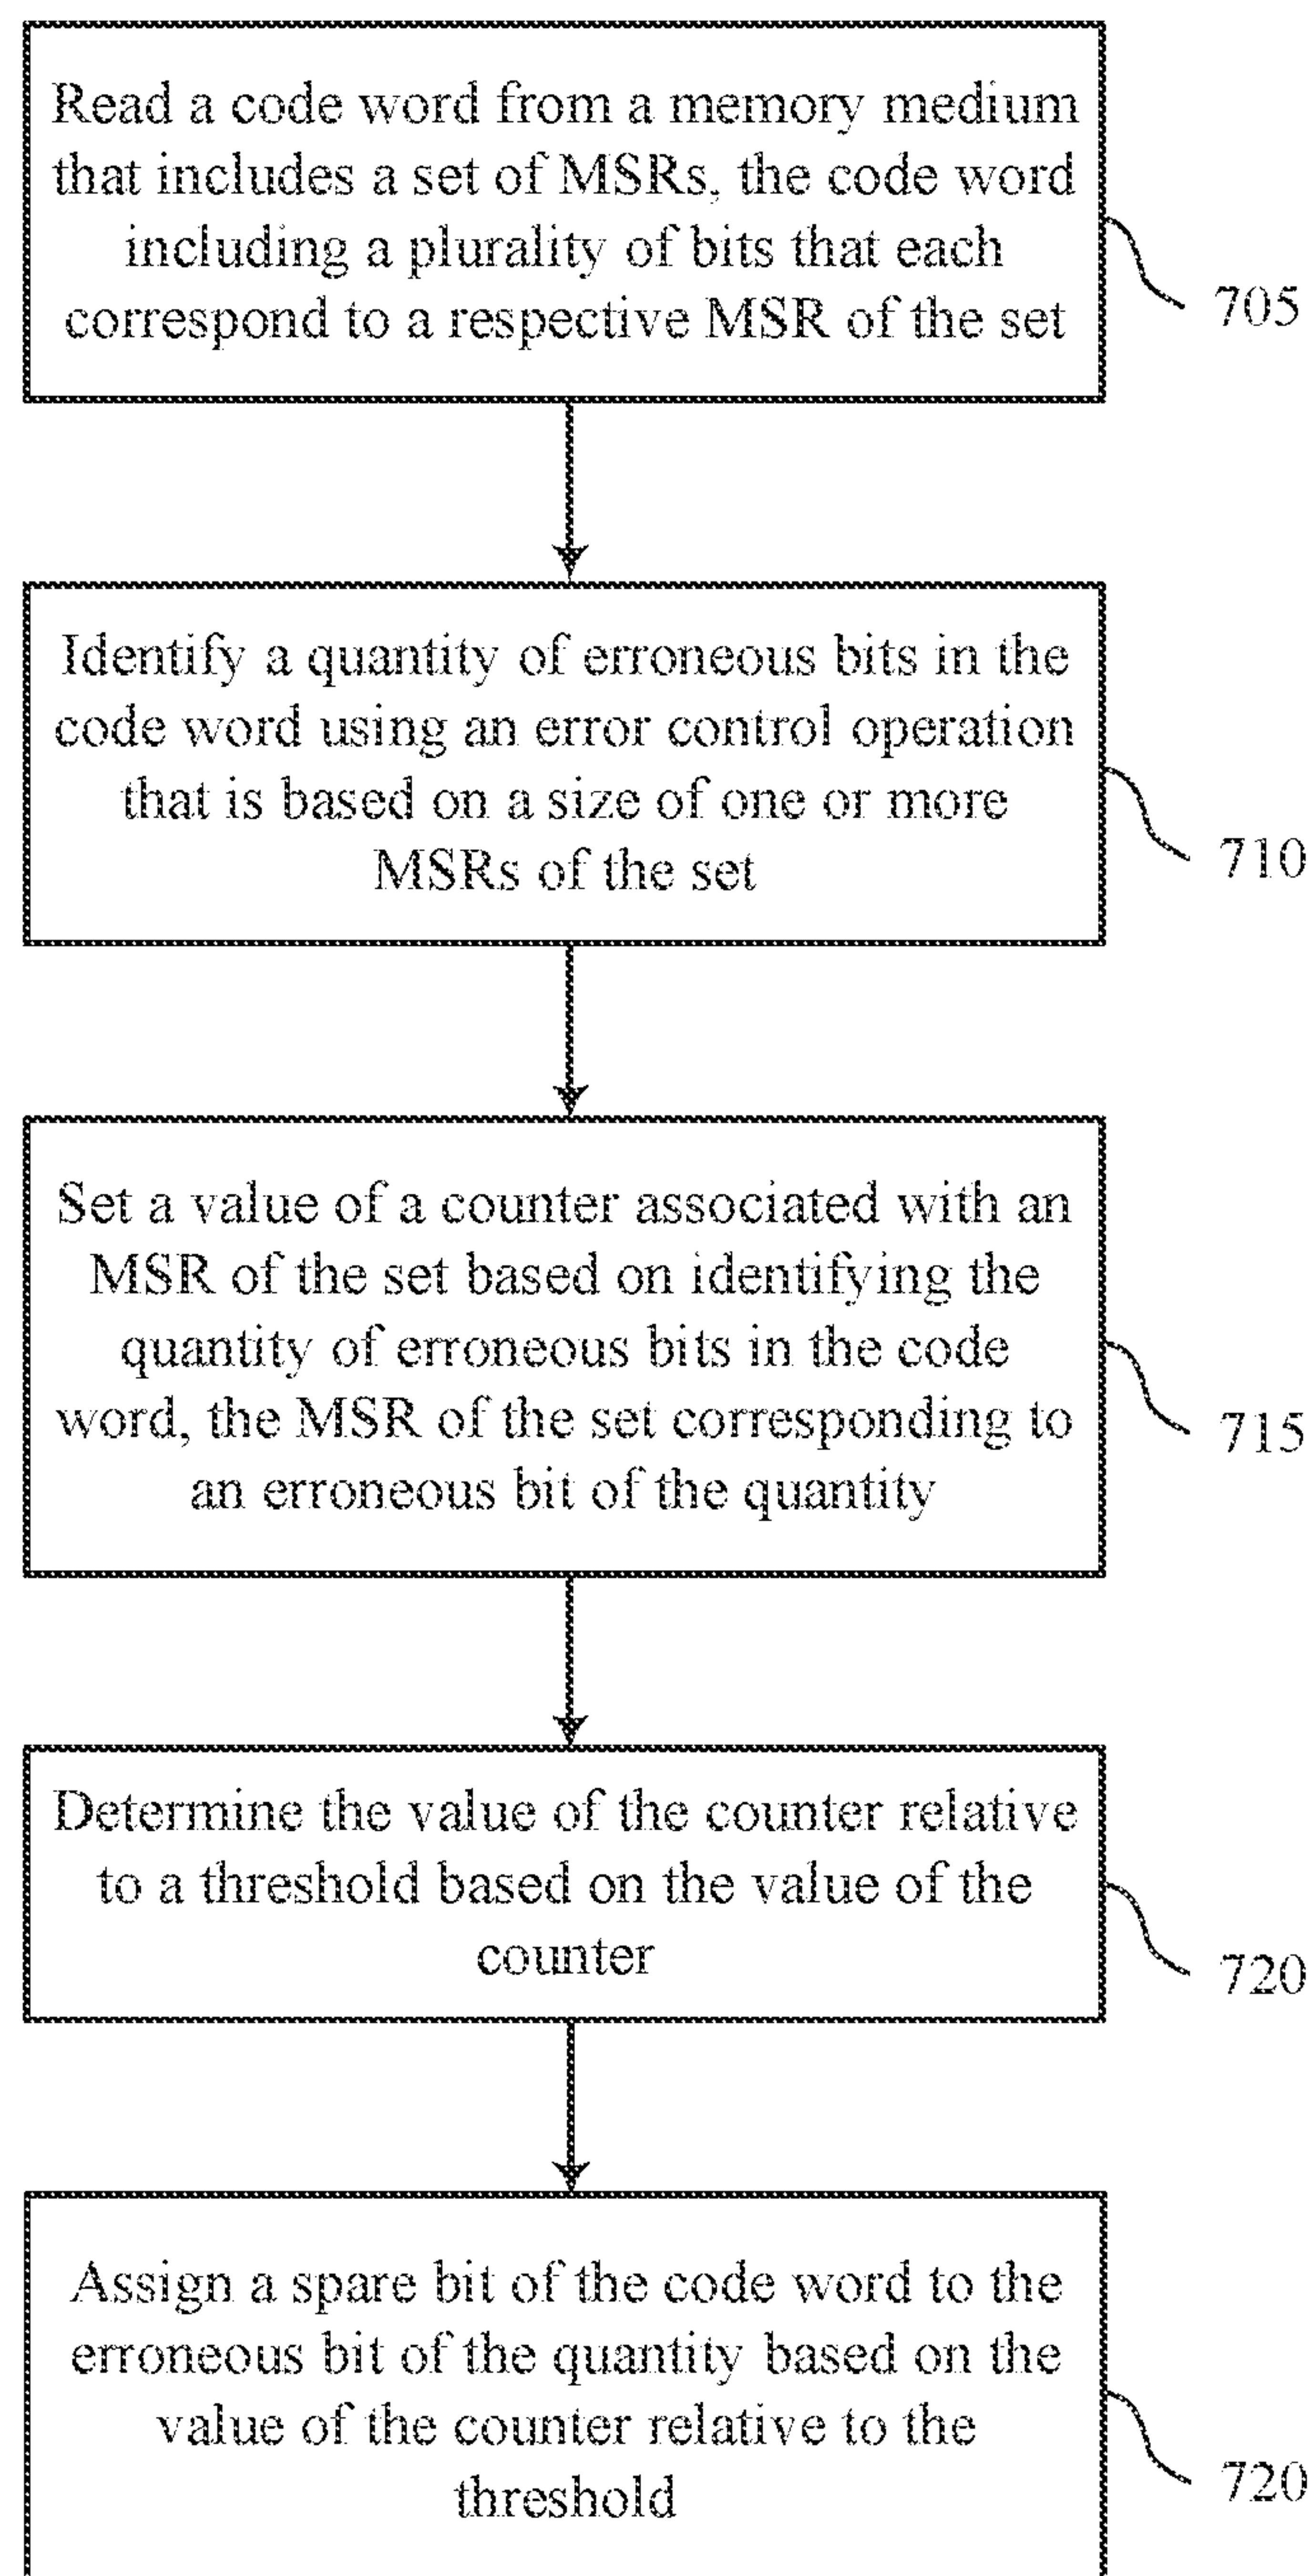 Read a code word from a memory medium
that includes a set of MSRs, the code word
including a plurality of bits that each
correspond to a respective MSR of the set
705
Identify a quantity of erroneous bits in the
code word using an error control operation
that is based on a size of one or more
MSRs of the set
710
Set a value of a counter associated with an
MSR of the set based on identifying the
quantity of erroneous bits in the code
word, the MSR of the set corresponding to
an erroneous bit of the quantity
715
Determine the value of the counter relative
to a threshold based on the value of the
counter
720
Assign a spare bit of the code word to the
erroneous bit of the quantity based on the
value of the counter relative to the
threshold
720